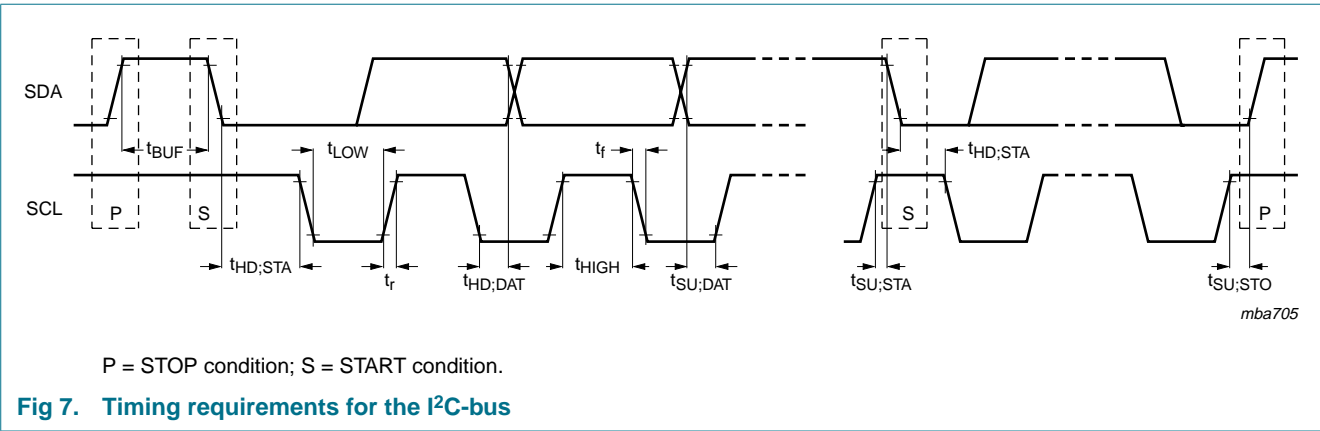 SDA
tBUF
tLOW
tf
tHD;STA
SCL
P
S
S
P
tHD;STA
tr
tHD;DAT
tHIGH
tSU;DAT
tSU;STA
tSU;STO
mba705
P = STOP condition; S = START condition.
Fig 7. Timing requirements for the I²C-bus